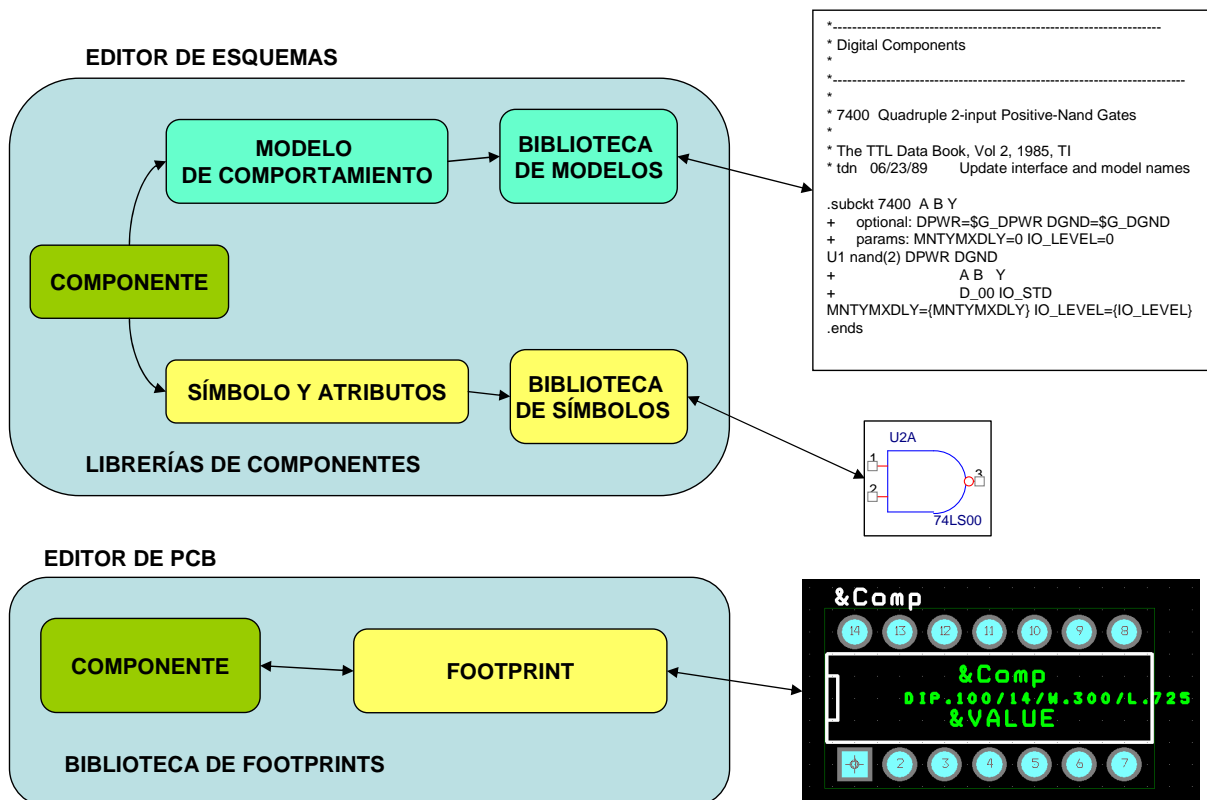 EDITOR DE ESQUEMAS
MODELO
DE COMPORTAMIENTO
BIBLIOTECA
DE MODELOS
COMPONENTE
SÍMBOLO Y ATRIBUTOS
BIBLIOTECA
DE SÍMBOLOS
LIBRERÍAS DE COMPONENTES
*--------------------------------------------------------------------
* Digital Components
*
*-------------------------------------------------------------------------
*
* 7400 Quadruple 2-input Positive-Nand Gates
*
* The TTL Data Book, Vol 2, 1985, TI
* tdn 06/23/89 Update interface and model names
.subckt 7400 A B Y
+ optional: DPWR=$G_DPWR DGND=$G_DGND
+ params: MNTYMXDLY=0 IO_LEVEL=0
U1 nand(2) DPWR DGND
+ A B Y
+ D_00 IO_STD
MNTYMXDLY={MNTYMXDLY} IO_LEVEL={IO_LEVEL}
.ends
U2A
1
2
3
74LS00
EDITOR DE PCB
COMPONENTE
FOOTPRINT
BIBLIOTECA DE FOOTPRINTS
&Comp
14 13 12 11 10 9 8
&Comp
DIP.100/14/W.300/L.725
&VALUE
2 3 4 5 6 7